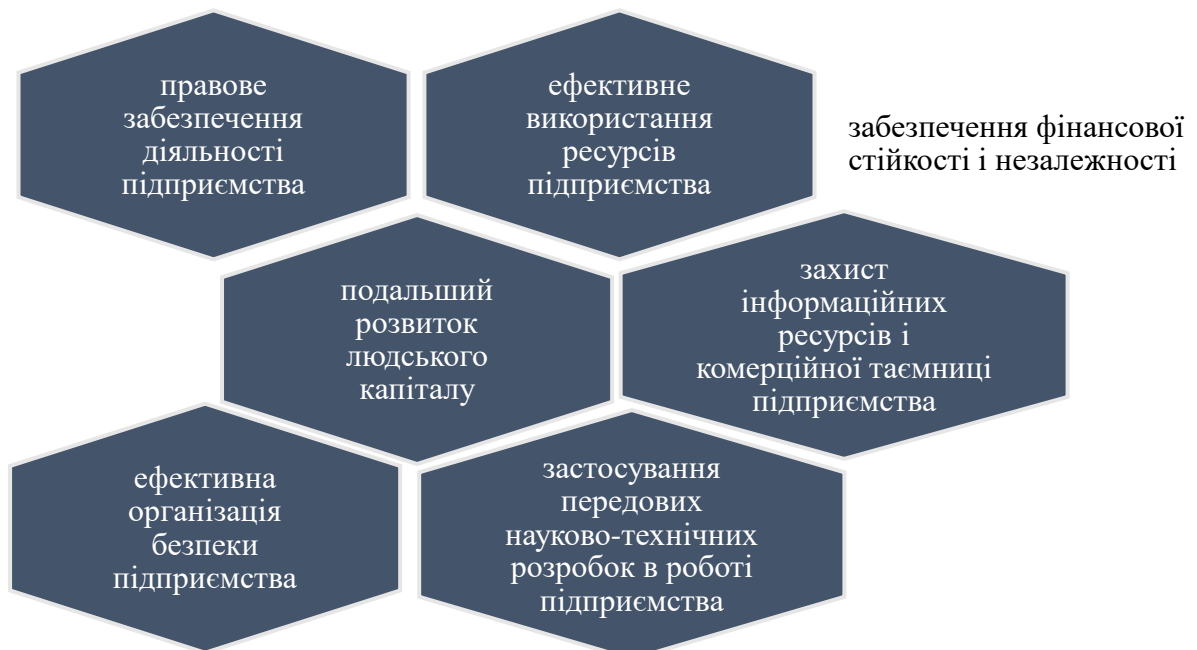 правове
забезпечення
діяльності
підприємства
ефективне
використання
ресурсів
підприємства
забезпечення фінансової
стійкості і незалежності
подальший
розвиток
людського
капіталу
захист
інформаційних
ресурсів і
комерційної таємниці
підприємства
ефективна
організація
безпеки
підприємства
застосування
передових
науково-технічних
розробок в роботі
підприємства